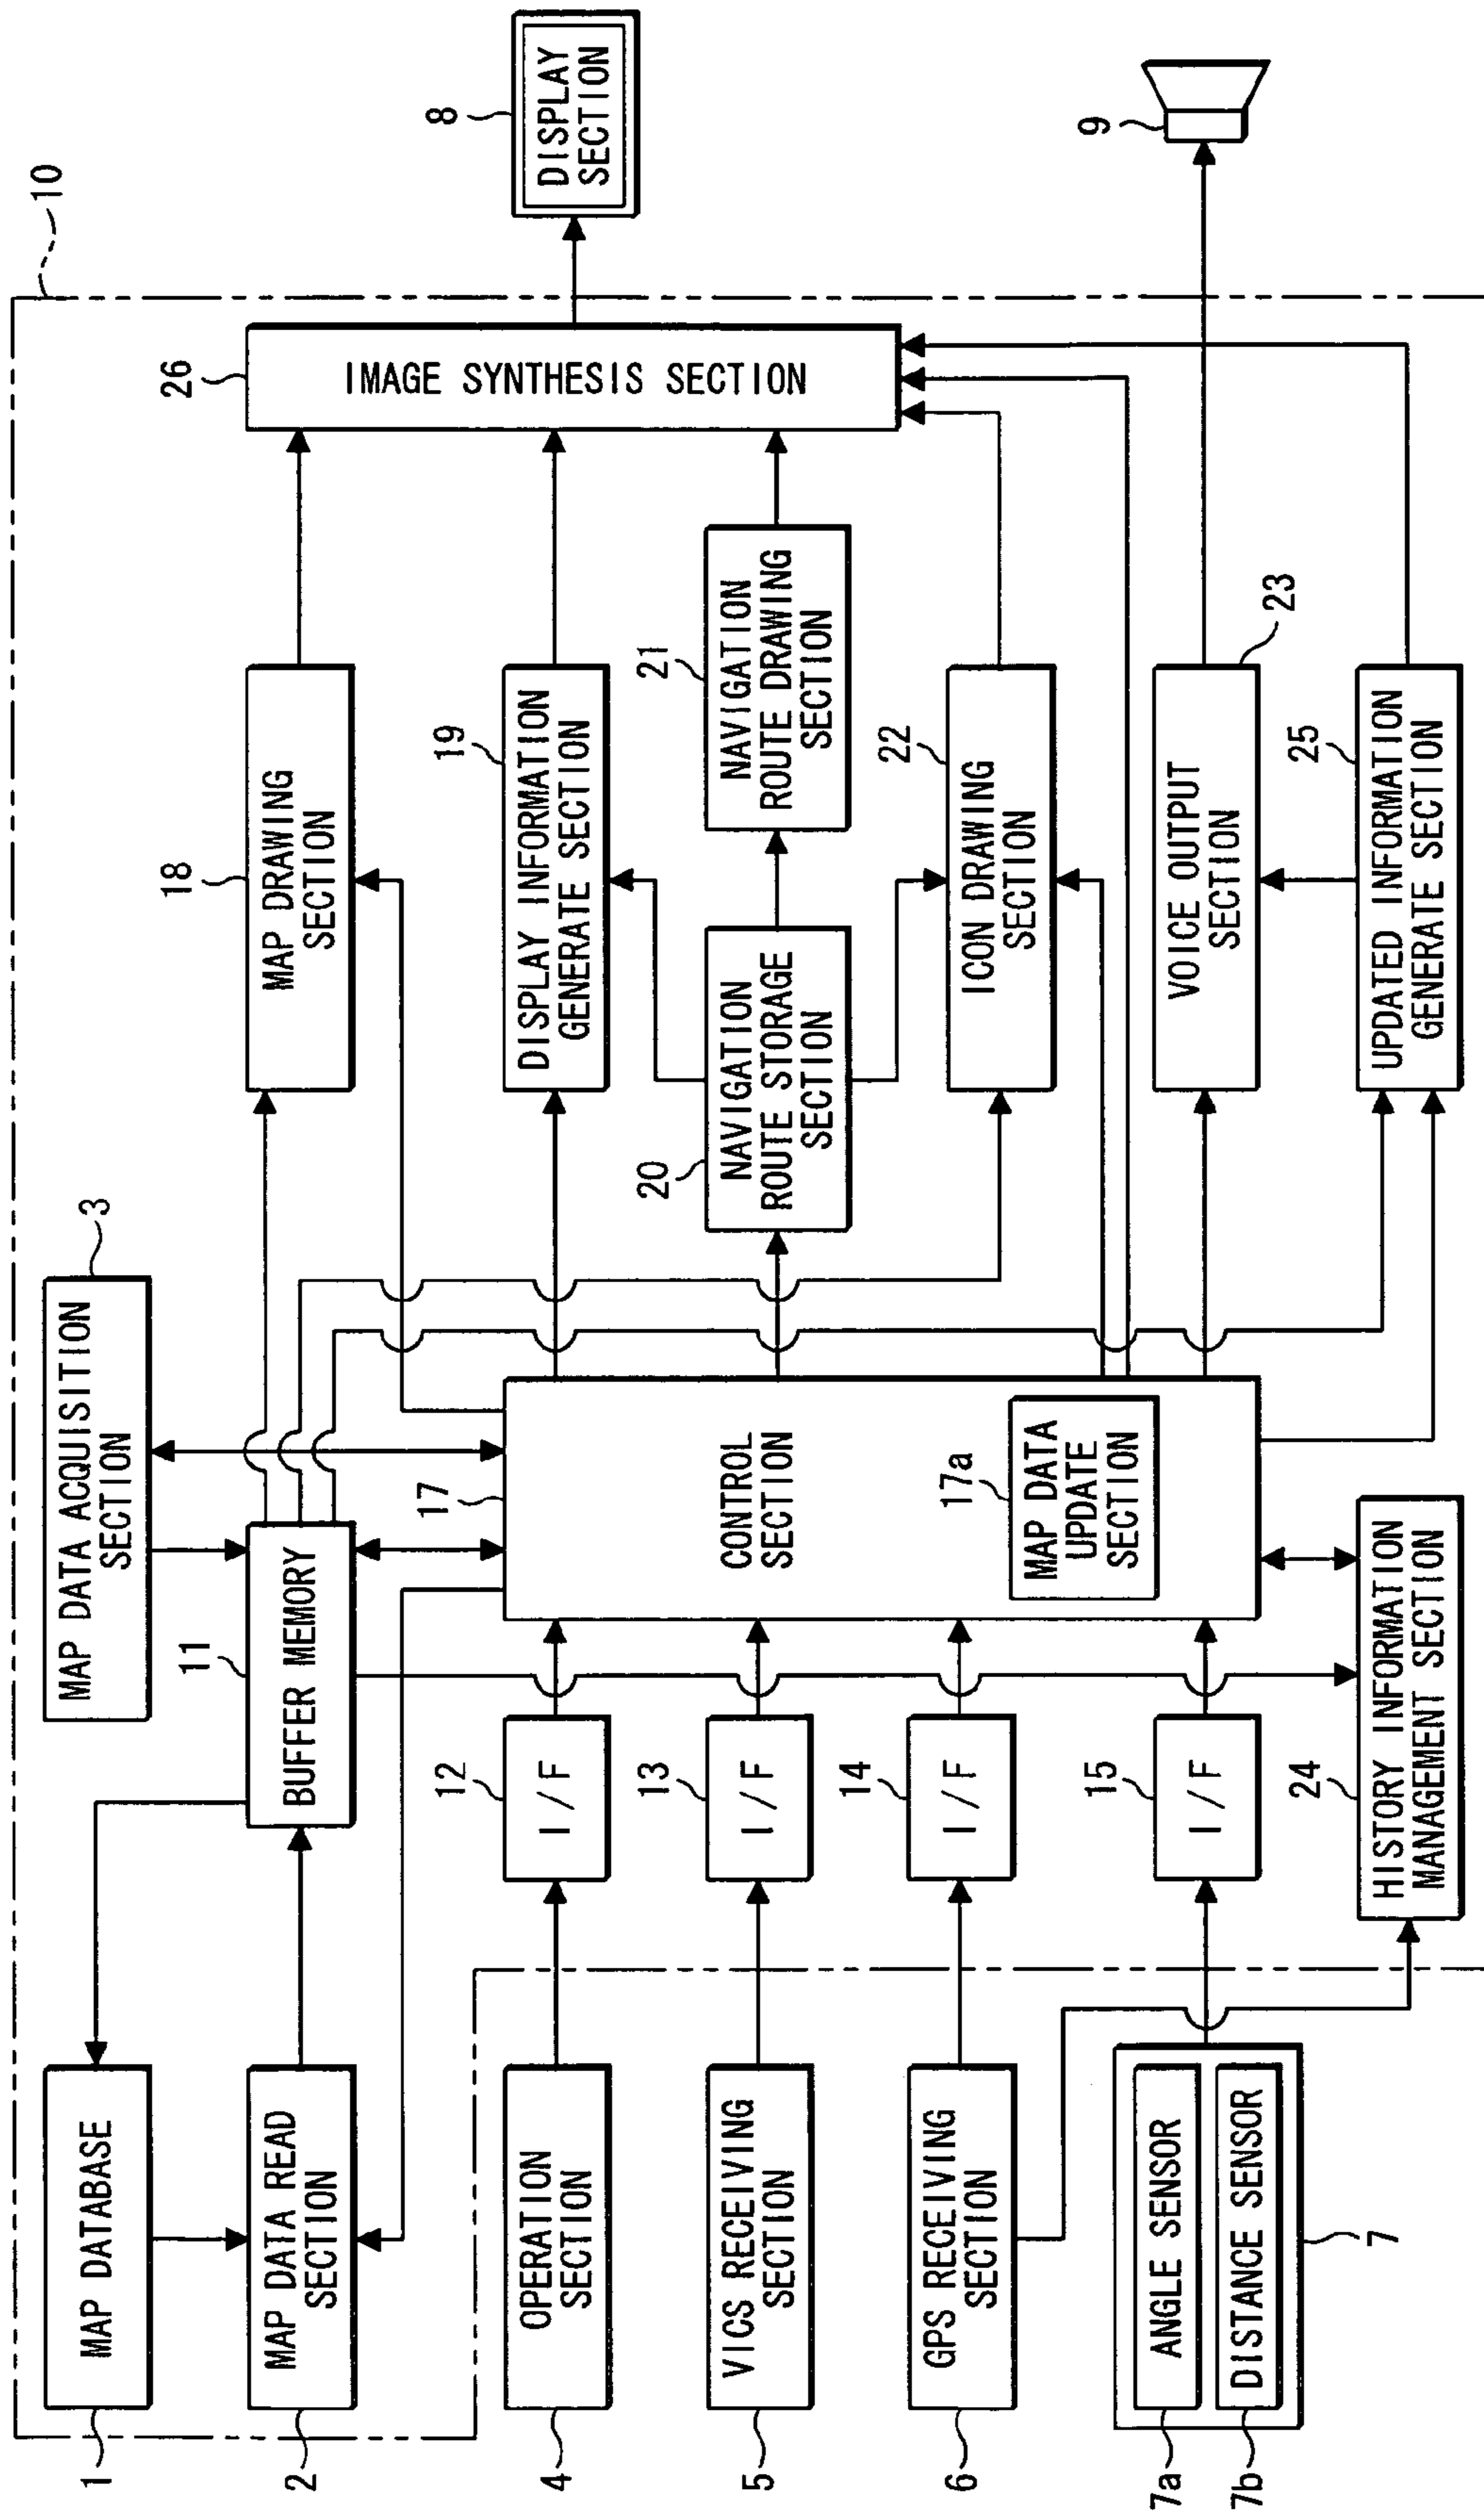 10
MAP DATABASE
1
MAP DATA READ
SECTION
2
MAP DATA ACQUISITION
SECTION
3
BUFFER MEMORY
11
MAP DRAWING
SECTION
18
IMAGE SYNTHESIS SECTION
26
DISPLAY
SECTION
8
OPERATION
SECTION
4
I/F
12
CONTROL
SECTION
17
MAP DATA
UPDATE
SECTION
17a
DISPLAY INFORMATION
GENERATE SECTION
19
VICS RECEIVING
SECTION
5
I/F
13
NAVIGATION
ROUTE STORAGE
SECTION
20
NAVIGATION
ROUTE DRAWING
SECTION
21
GPS RECEIVING
SECTION
6
I/F
14
ICON DRAWING
SECTION
22
ANGLE SENSOR
7a
DISTANCE SENSOR
7b
7
I/F
15
VOICE OUTPUT
SECTION
23
9
HISTORY INFORMATION
MANAGEMENT SECTION
24
UPDATED INFORMATION
GENERATE SECTION
25